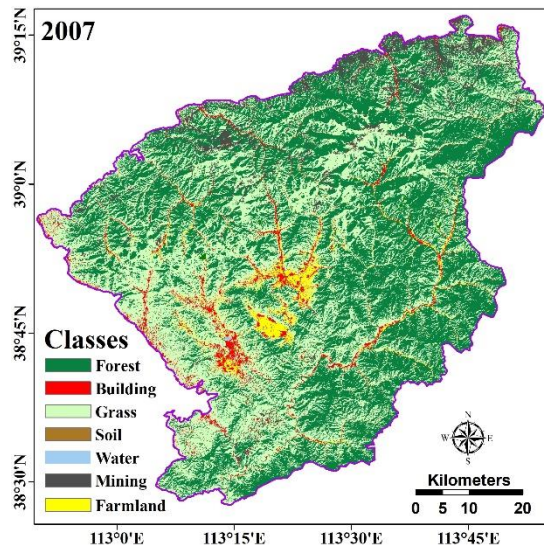 2007
39°15'N
39°0'N
38°45'N
38°30'N
Classes
Forest
Building
Grass
Soil
Water
Mining
Farmland
N
W E
S
Kilometers
0 5 10 20
113°0'E 113°15'E 113°30'E 113°45'E